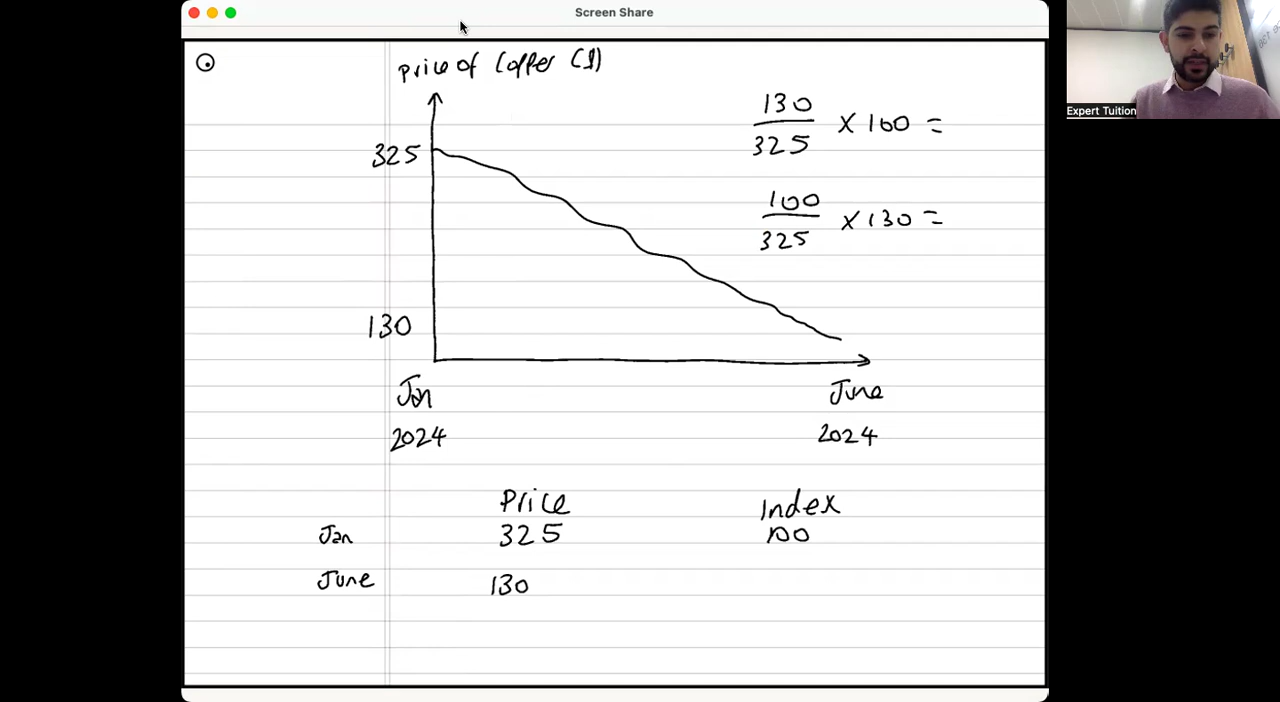 Screen Share
Expert Tuition
price of Coffee ($)
325
130
Jan
2024
June
2024
130
325
× 100 =
100
325
× 130 =
Price
Index
Jan
325
100
June
130